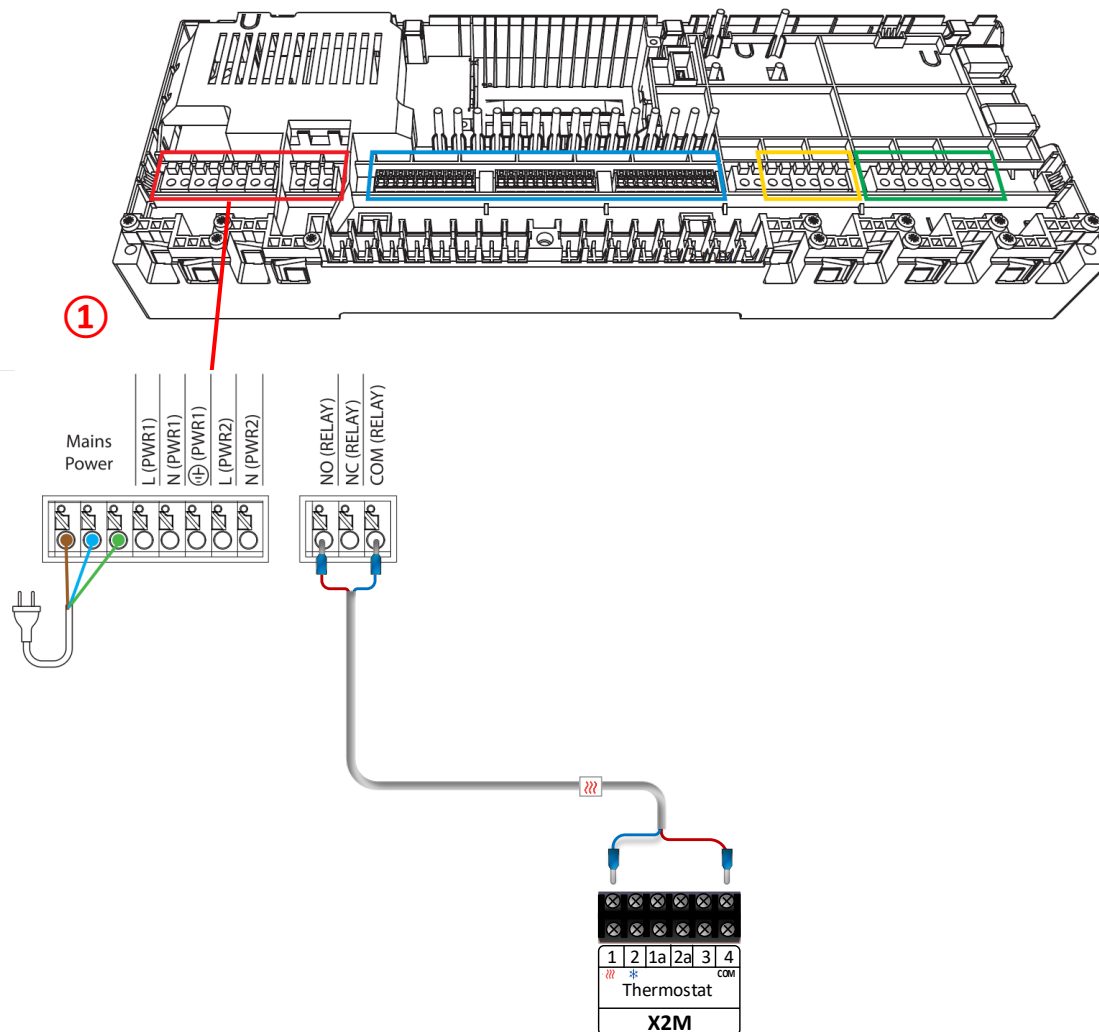 ①
Mains
Power
L (PWR1)
N (PWR1)
⏚ (PWR1)
L (PWR2)
N (PWR2)
NO (RELAY)
NC (RELAY)
COM (RELAY)
1 2 1a 2a 3 4
COM
Thermostat
X2M